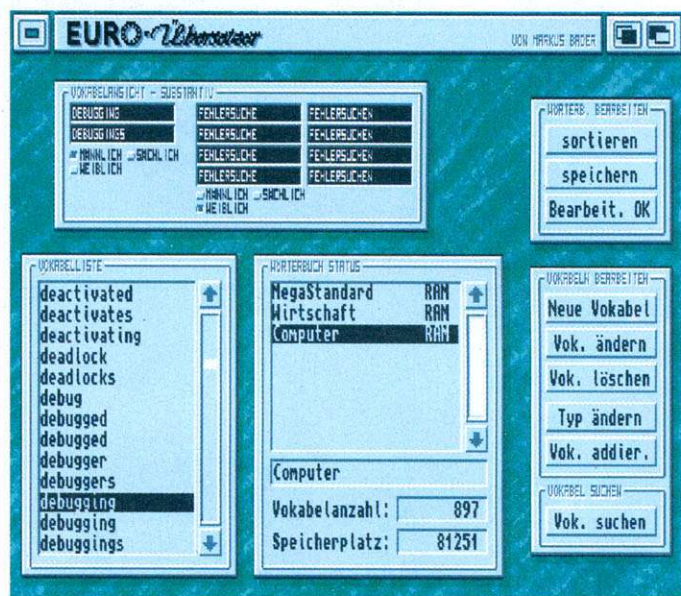 EURO-Übersetzer
VON MARKUS BADER
VOKABELANSICHT - SUBSTANTIV
DEBUGGING
DEBUGGINGS
MÄNNLICH SÄCHLICH
WEIBLICH
FEHLERSUCHE FEHLERSUCHEN
FEHLERSUCHE FEHLERSUCHEN
FEHLERSUCHE FEHLERSUCHEN
FEHLERSUCHE FEHLERSUCHEN
MÄNNLICH SÄCHLICH
WEIBLICH
WÖRTERB. BEARBEITEN
sortieren
speichern
Bearbeit. OK
VOKABELLISTE
deactivated
deactivates
deactivating
deadlock
deadlocks
debug
debugged
debugged
debugger
debuggers
debugging
debugging
debuggings
WÖRTERBUCH STATUS
MegaStandard RAM
Wirtschaft RAM
Computer RAM
Computer
Vokabelanzahl: 897
Speicherplatz: 81251
VOKABELN BEARBEITEN
Neue Vokabel
Vok. ändern
Vok. löschen
Typ ändern
Vok. addier.
VOKABEL SUCHEN
Vok. suchen